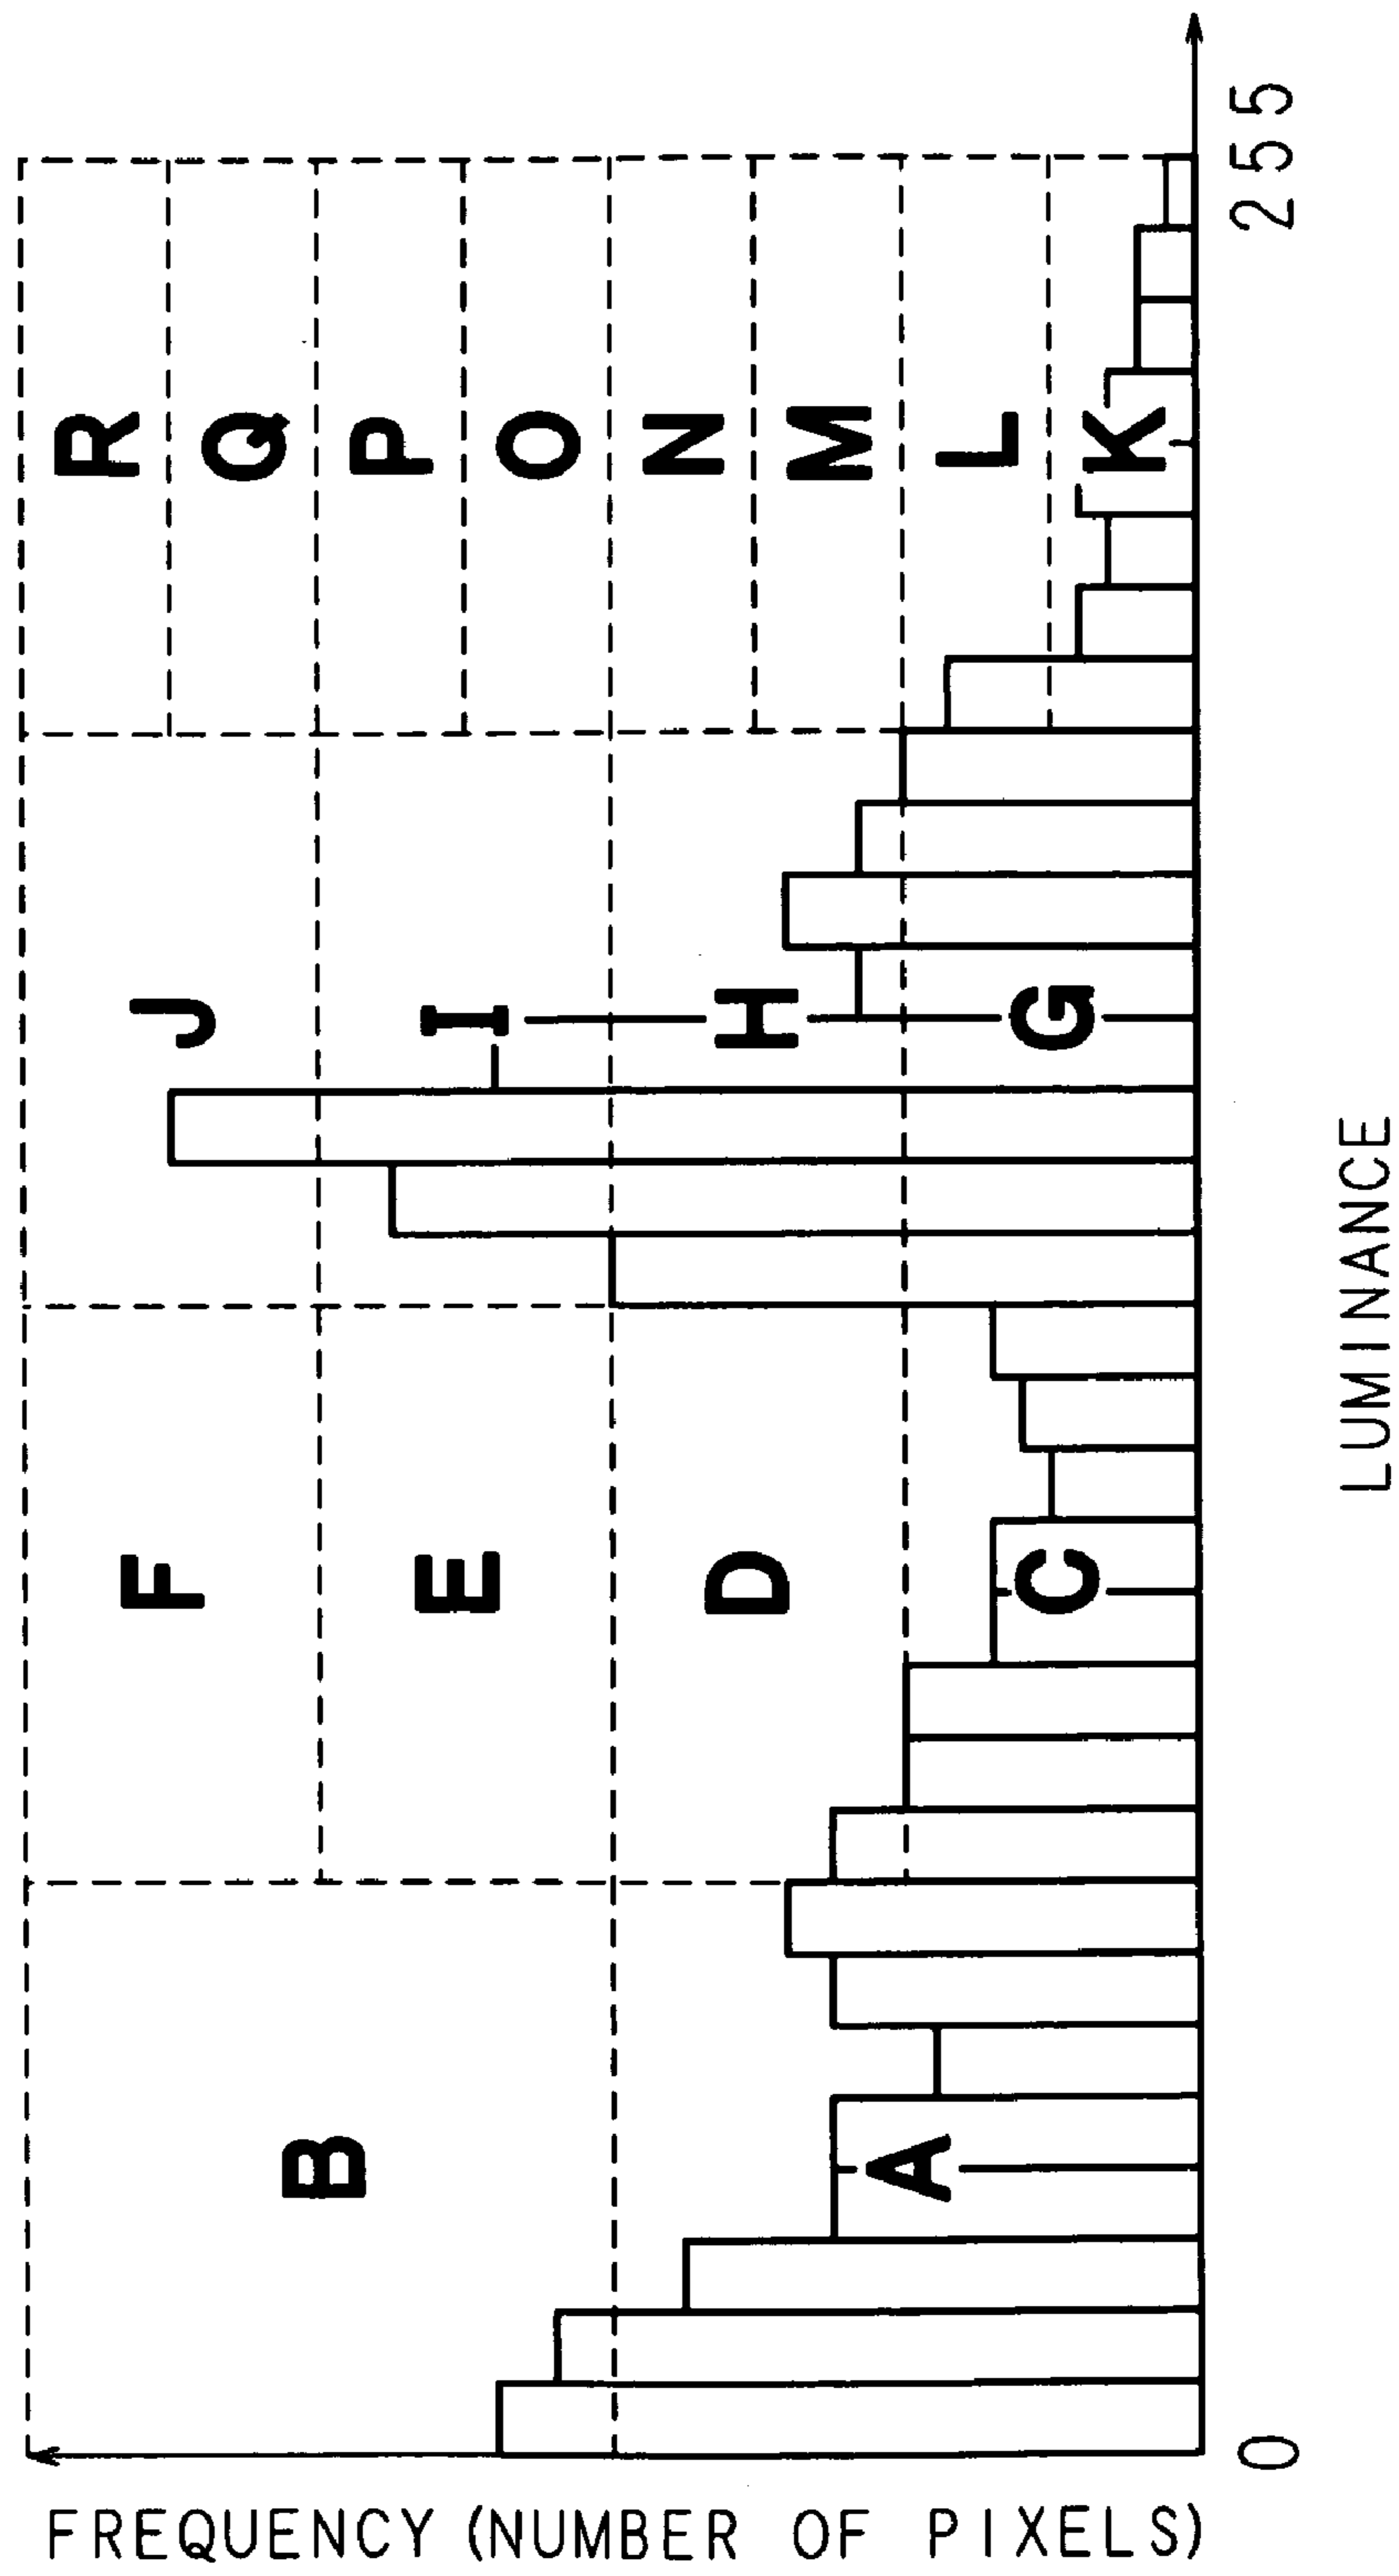 FREQUENCY (NUMBER OF PIXELS)
B
A
F
E
D
C
J
I
H
G
R
Q
P
O
N
M
L
K
0
255
LUMINANCE